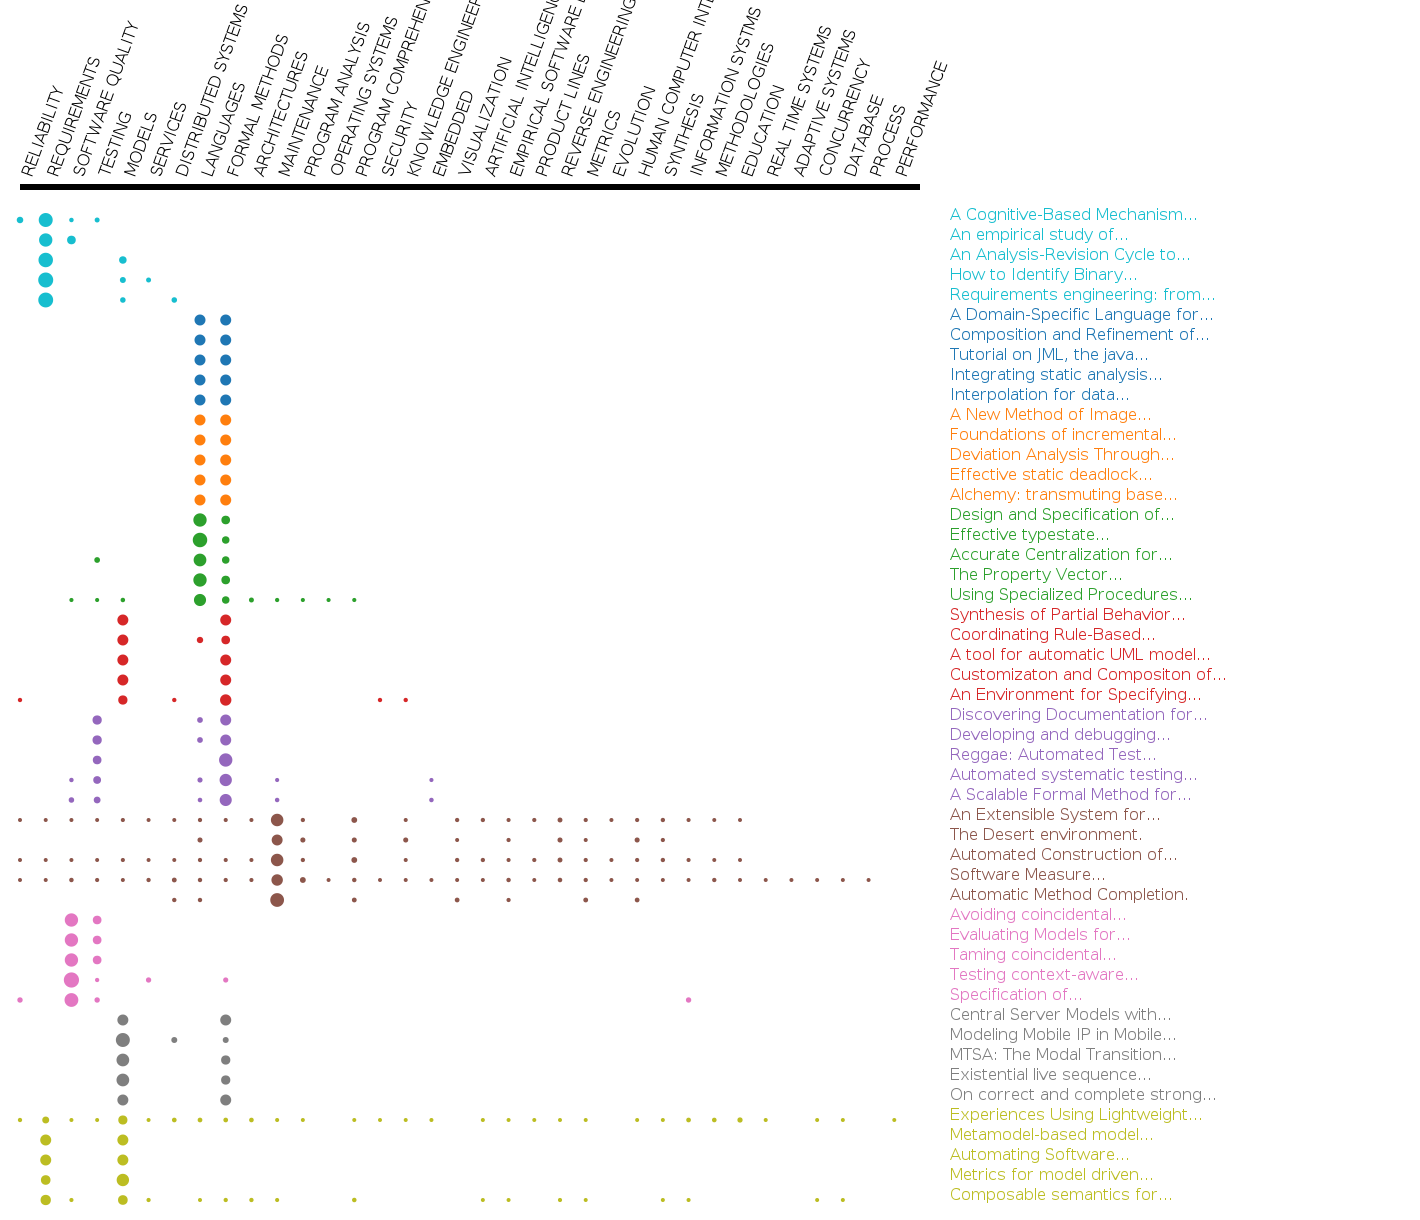 RELIABILITY
REQUIREMENTS
SOFTWARE QUALITY
TESTING
MODELS
SERVICES
DISTRIBUTED SYSTEMS
LANGUAGES
FORMAL METHODS
ARCHITECTURES
MAINTENANCE
PROGRAM ANALYSIS
OPERATING SYSTEMS
PROGRAM COMPREHEN
SECURITY
KNOWLEDGE ENGINEER
EMBEDDED
VISUALIZATION
ARTIFICIAL INTELLIGENC
EMPIRICAL SOFTWARE
PRODUCT LINES
REVERSE ENGINEERING
METRICS
EVOLUTION
HUMAN COMPUTER INTE
SYNTHESIS
INFORMATION SYSTMS
METHODOLOGIES
EDUCATION
REAL TIME SYSTEMS
ADAPTIVE SYSTEMS
CONCURRENCY
DATABASE
PROCESS
PERFORMANCE
A Cognitive-Based Mechanism...
An empirical study of...
An Analysis-Revision Cycle to...
How to Identify Binary...
Requirements engineering: from...
A Domain-Specific Language for...
Composition and Refinement of...
Tutorial on JML, the java...
Integrating static analysis...
Interpolation for data...
A New Method of Image...
Foundations of incremental...
Deviation Analysis Through...
Effective static deadlock...
Alchemy: transmuting base...
Design and Specification of...
Effective typestate...
Accurate Centralization for...
The Property Vector...
Using Specialized Procedures...
Synthesis of Partial Behavior...
Coordinating Rule-Based...
A tool for automatic UML model...
Customizaton and Compositon of...
An Environment for Specifying...
Discovering Documentation for...
Developing and debugging...
Reggae: Automated Test...
Automated systematic testing...
A Scalable Formal Method for...
An Extensible System for...
The Desert environment.
Automated Construction of...
Software Measure...
Automatic Method Completion.
Avoiding coincidental...
Evaluating Models for...
Taming coincidental...
Testing context-aware...
Specification of...
Central Server Models with...
Modeling Mobile IP in Mobile...
MTSA: The Modal Transition...
Existential live sequence...
On correct and complete strong...
Experiences Using Lightweight...
Metamodel-based model...
Automating Software...
Metrics for model driven...
Composable semantics for...